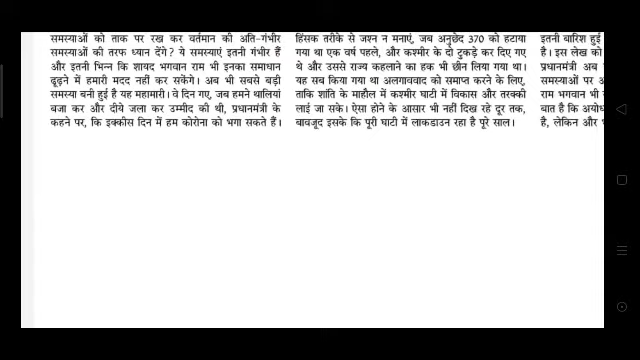 समस्याओं को ताक पर रख कर वर्तमान की अति-गंभीर
समस्याओं की तरफ ध्यान देंगे? ये समस्याएं इतनी गंभीर हैं
और इतनी भिन्न कि शायद भगवान राम भी इनका समाधान
ढूढ़ने में हमारी मदद नहीं कर सकेंगे। अब भी सबसे बड़ी
समस्या बनी हुई है यह महामारी। वे दिन गए, जब हमने थालियां
बजा कर और दीये जला कर उम्मीद की थी, प्रधानमंत्री के
कहने पर, कि इक्कीस दिन में हम कोरोना को भगा सकते हैं।
हिंसक तरीके से जश्न न मनाएं, जब अनुछेद 370 को हटाया
गया था एक वर्ष पहले, और कश्मीर के दो टुकड़े कर दिए गए
थे और उससे राज्य कहलाने का हक भी छीन लिया गया था।
यह सब किया गया था अलगाववाद को समाप्त करने के लिए,
ताकि शांति के माहौल में कश्मीर घाटी में विकास और तरक्की
लाई जा सके। ऐसा होने के आसार भी नहीं दिख रहे दूर तक,
बावजूद इसके कि पूरी घाटी में लाकडाउन रहा है पूरे साल।
इतनी बारिश हुई
है। इस लेख को
प्रधानमंत्री अब
समस्याओं पर
राम भगवान भी
बात है कि
है, लेकिन और